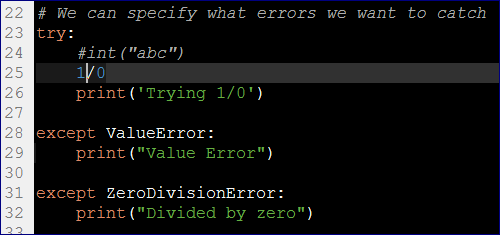 22 # We can specify what errors we want to catch
23 try:
24     #int("abc")
25     1/0
26     print('Trying 1/0')
27
28 except ValueError:
29     print("Value Error")
30
31 except ZeroDivisionError:
32     print("Divided by zero")
33